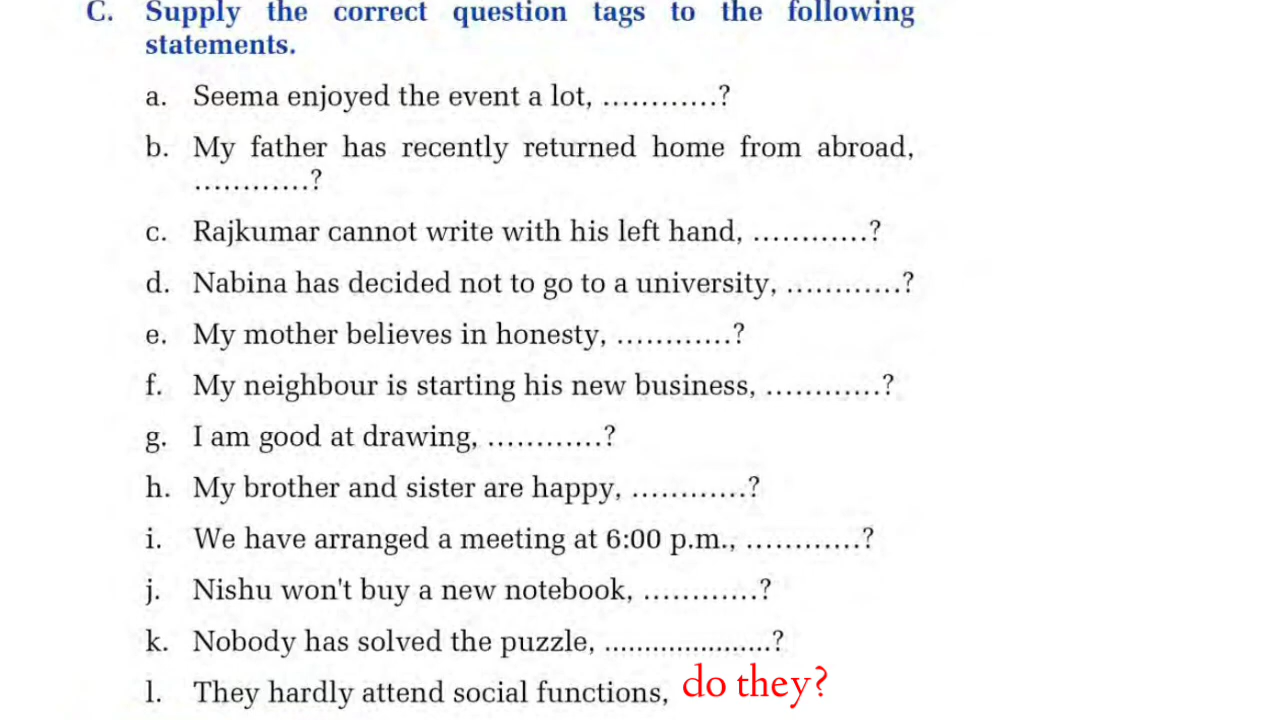 C. Supply the correct question tags to the following
statements.
a. Seema enjoyed the event a lot, ............?
b. My father has recently returned home from abroad,
............?
c. Rajkumar cannot write with his left hand, ............?
d. Nabina has decided not to go to a university, ............?
e. My mother believes in honesty, ............?
f. My neighbour is starting his new business, ............?
g. I am good at drawing, ............?
h. My brother and sister are happy, ............?
i. We have arranged a meeting at 6:00 p.m., ............?
j. Nishu won't buy a new notebook, ............?
k. Nobody has solved the puzzle, .....................?
l. They hardly attend social functions, do they?